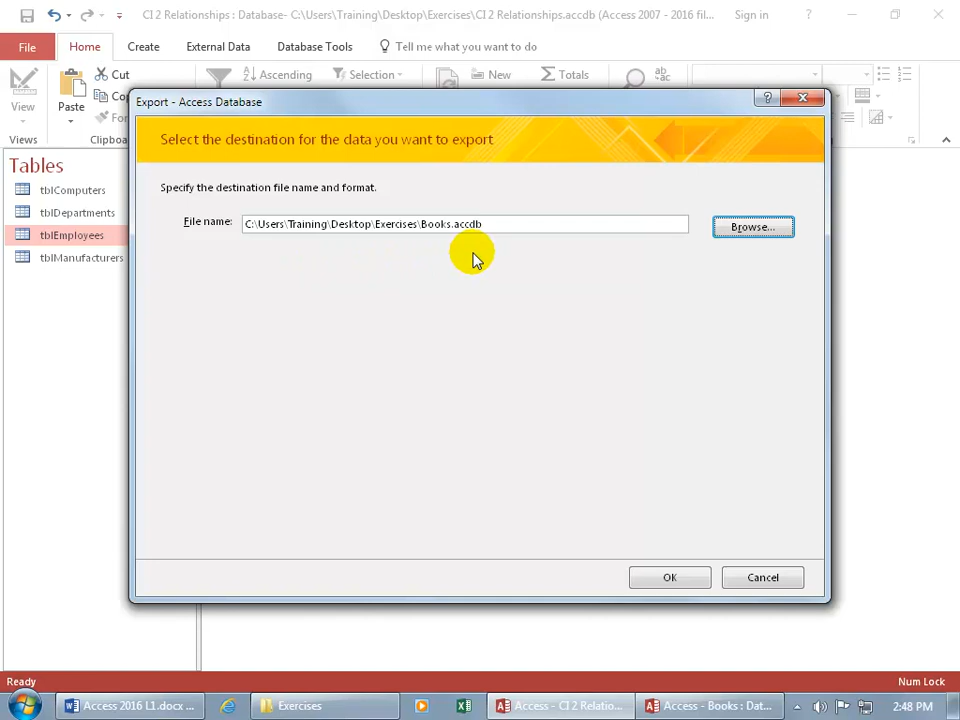 CI 2 Relationships : Database- C:\Users\Training\Desktop\Exercises\CI 2 Relationships.accdb (Access 2007 - 2016 fil... Sign in ?
File Home Create External Data Database Tools Tell me what you want to do
View
Paste
Cut
Ascending
Selection
New
Totals
Views
Clipboa
Export - Access Database
Select the destination for the data you want to export
Specify the destination file name and format.
File name: C:\Users\Training\Desktop\Exercises\Books.accdb Browse...
OK Cancel
Tables
tblComputers
tblDepartments
tblEmployees
tblManufacturers
Ready Num Lock
Access 2016 L1.docx ... Exercises Access - CI 2 Relatio... Access - Books : Dat... 2:48 PM